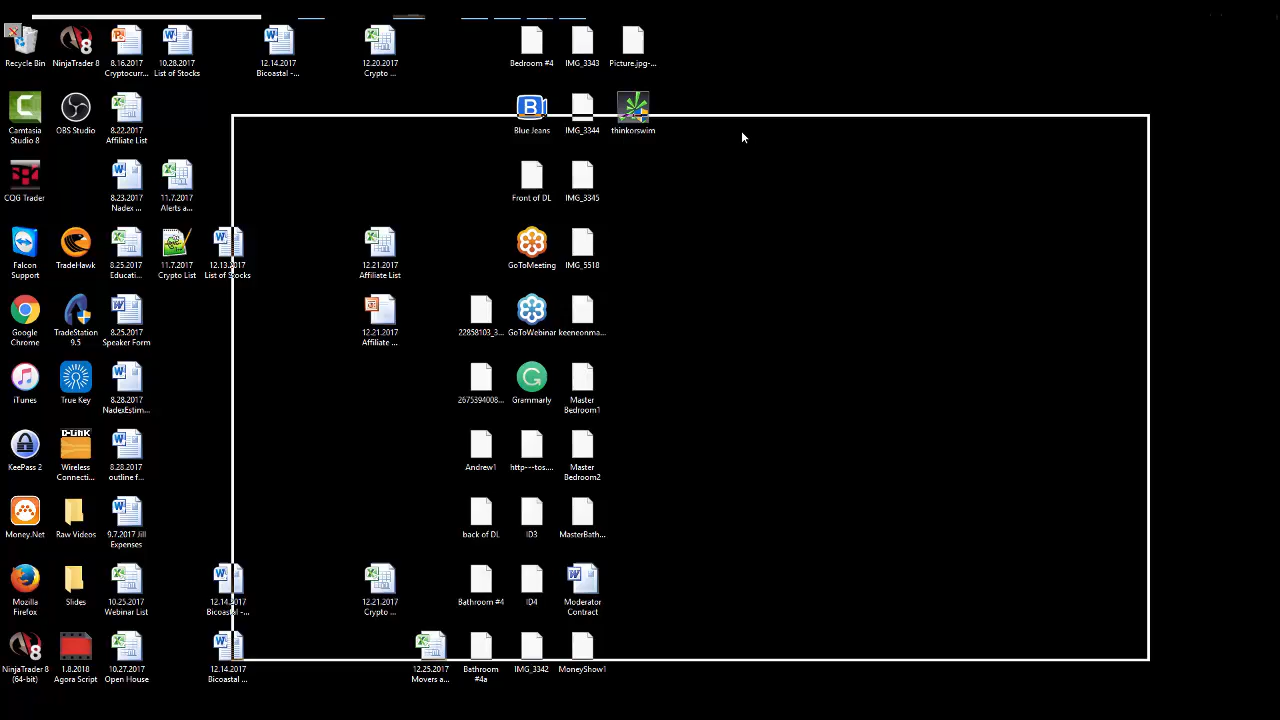 Recycle Bin
NinjaTrader 8
8.16.2017
Cryptocurr...
10.28.2017
List of Stocks
12.14.2017
Bicoastal -...
12.20.2017
Crypto ...
Bedroom #4
IMG_3343
Picture.jpg-...
Camtasia
Studio 8
OBS Studio
8.22.2017
Affiliate List
Blue Jeans
IMG_3344
thinkorswim
CQG Trader
8.23.2017
Nadex ...
11.7.2017
Alerts a...
Front of DL
IMG_3345
Falcon
Support
TradeHawk
8.25.2017
Educati...
11.7.2017
Crypto List
12.13.2017
List of Stocks
12.21.2017
Affiliate List
GoToMeeting
IMG_5518
Google
Chrome
TradeStation
9.5
8.25.2017
Speaker Form
12.21.2017
Affiliate ...
22858103_3...
GoToWebinar
keeneonma...
iTunes
True Key
8.28.2017
NadexEstim...
2675394008...
Grammarly
Master
Bedroom1
KeePass 2
D-Link
Wireless
Connecti...
8.28.2017
outline f...
Andrew1
http---tos....
Master
Bedroom2
Money.Net
Raw Videos
9.7.2017 Jill
Expenses
back of DL
ID3
MasterBath...
Mozilla
Firefox
Slides
10.25.2017
Webinar List
12.14.2017
Bicoastal -...
12.21.2017
Crypto ...
Bathroom #4
ID4
Moderator
Contract
NinjaTrader 8
(64-bit)
1.8.2018
Agora Script
10.27.2017
Open House
12.14.2017
Bicoastal ...
12.25.2017
Movers a...
Bathroom
#4a
IMG_3342
MoneyShow1